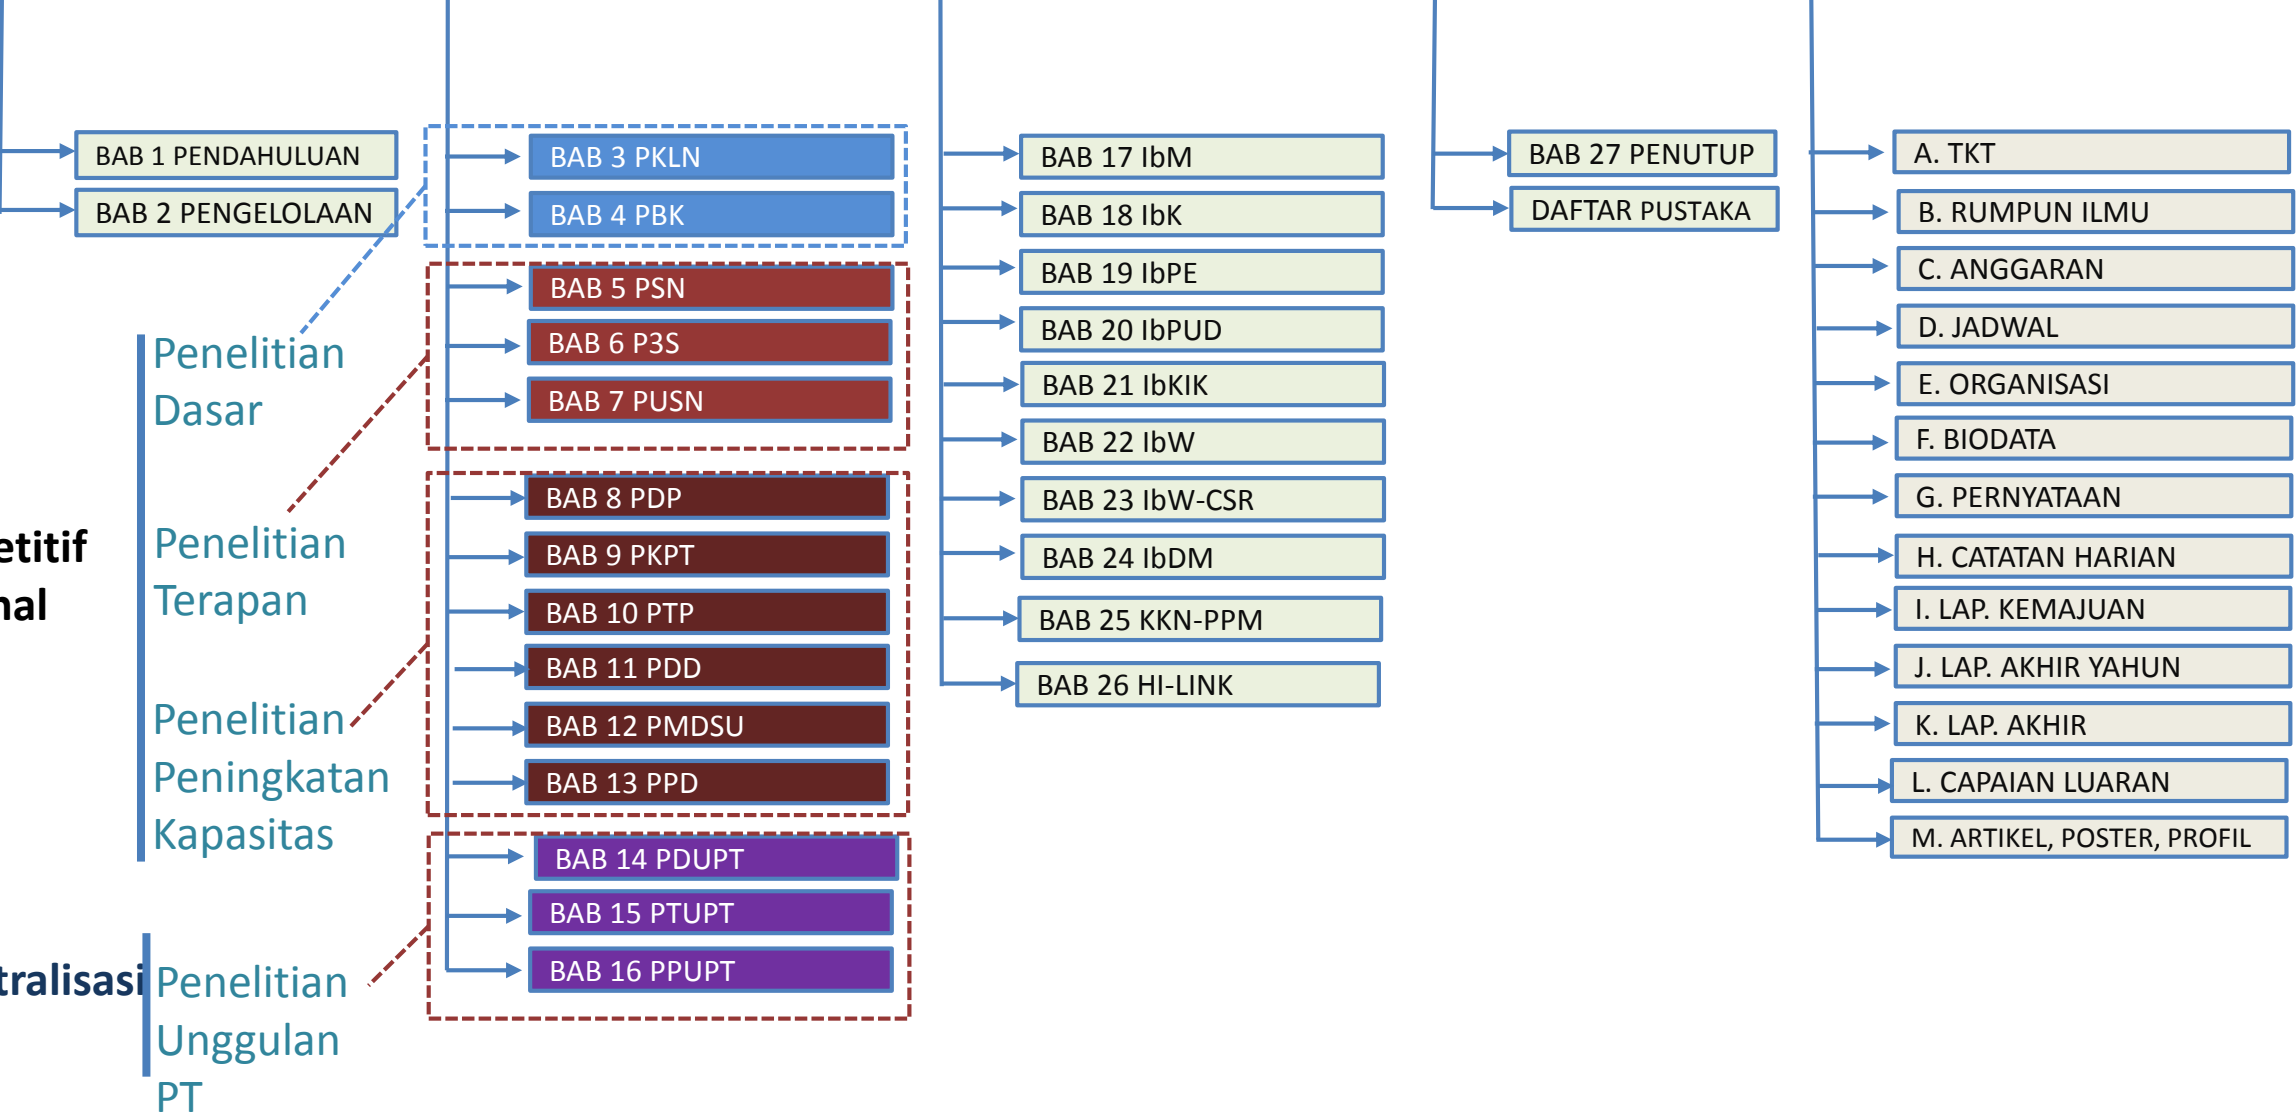 BAB 1 PENDAHULUAN
BAB 2 PENGELOLAAN
etitif
nal
tralisasi
Penelitian
Dasar
Penelitian
Terapan
Penelitian
Peningkatan
Kapasitas
Penelitian
Unggulan
PT
BAB 3 PKLN
BAB 4 PBK
BAB 5 PSN
BAB 6 P3S
BAB 7 PUSN
BAB 8 PDP
BAB 9 PKPT
BAB 10 PTP
BAB 11 PDD
BAB 12 PMDSU
BAB 13 PPD
BAB 14 PDUPT
BAB 15 PTUPT
BAB 16 PPUPT
BAB 17 IbM
BAB 18 IbK
BAB 19 IbPE
BAB 20 IbPUD
BAB 21 IbKIK
BAB 22 IbW
BAB 23 IbW-CSR
BAB 24 IbDM
BAB 25 KKN-PPM
BAB 26 HI-LINK
BAB 27 PENUTUP
DAFTAR PUSTAKA
A. TKT
B. RUMPUN ILMU
C. ANGGARAN
D. JADWAL
E. ORGANISASI
F. BIODATA
G. PERNYATAAN
H. CATATAN HARIAN
I. LAP. KEMAJUAN
J. LAP. AKHIR YAHUN
K. LAP. AKHIR
L. CAPAIAN LUARAN
M. ARTIKEL, POSTER, PROFIL